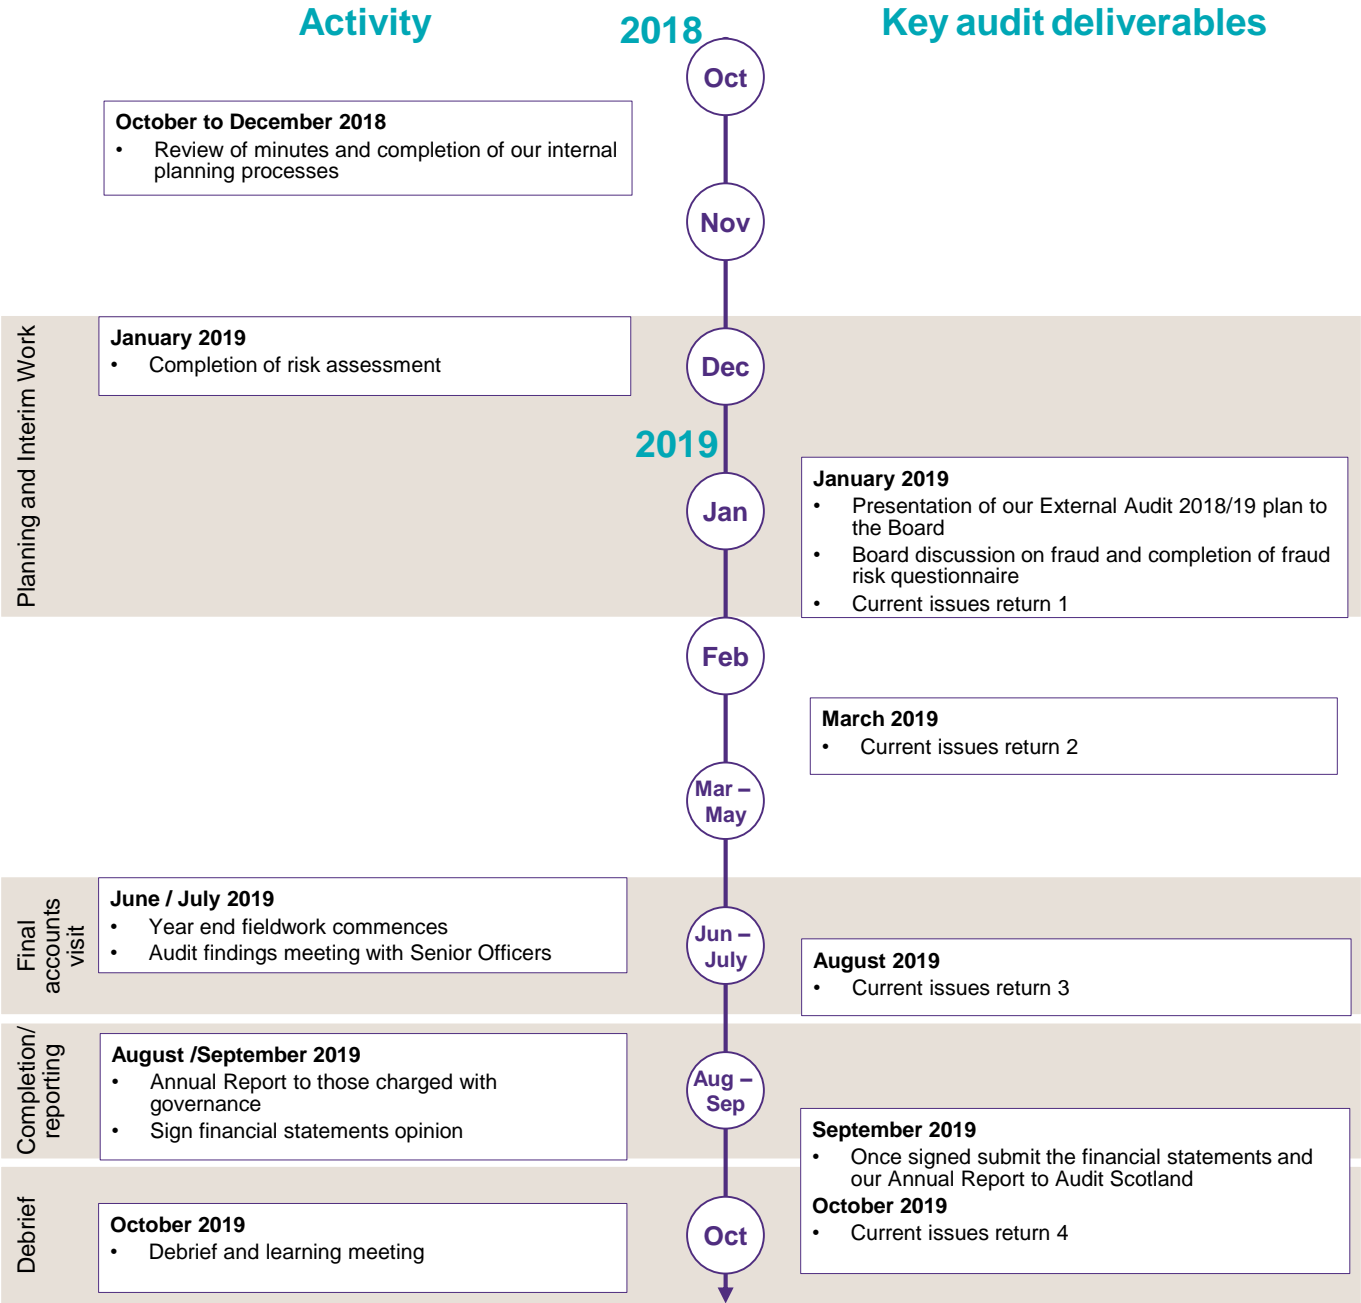 Activity
2018
Key audit deliverables
Oct
October to December 2018
• Review of minutes and completion of our internal
planning processes
Nov
Planning and Interim Work
January 2019
• Completion of risk assessment
Dec
2019
Jan
January 2019
• Presentation of our External Audit 2018/19 plan to
the Board
• Board discussion on fraud and completion of fraud
risk questionnaire
• Current issues return 1
Feb
March 2019
• Current issues return 2
Mar –
May
Final
accounts
visit
June / July 2019
• Year end fieldwork commences
• Audit findings meeting with Senior Officers
Jun –
July
August 2019
• Current issues return 3
Completion/
reporting
August /September 2019
• Annual Report to those charged with
governance
• Sign financial statements opinion
Aug –
Sep
September 2019
• Once signed submit the financial statements and
our Annual Report to Audit Scotland
October 2019
• Current issues return 4
Debrief
October 2019
• Debrief and learning meeting
Oct